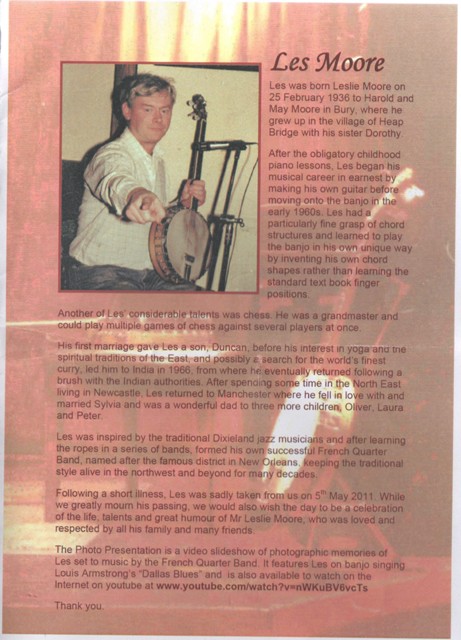 Les Moore
Les was born Leslie Moore on
25 February 1936 to Harold and
May Moore in Bury, where he
grew up in the village of Heap
Bridge with his sister Dorothy.
After the obligatory childhood
piano lessons, Les began his
musical career in earnest by
making his own guitar before
moving onto the banjo in the
early 1960s. Les had a
particularly fine grasp of chord
structures and learned to play
the banjo in his own unique way
by inventing his own chord
shapes rather than learning the
standard text book finger
positions.
Another of Les' considerable talents was chess. He was a grandmaster and
could play multiple games of chess against several players at once.
His first marriage gave Les a son, Duncan, before his interest in yoga and the
spiritual traditions of the East, and possibly a search for the world's finest
curry, led him to India in 1966, from where he eventually returned following a
brush with the Indian authorities. After spending some time in the North East
living in Newcastle, Les returned to Manchester where he fell in love with and
married Sylvia and was a wonderful dad to three more children, Oliver, Laura
and Peter.
Les was inspired by the traditional Dixieland jazz musicians and after learning
the ropes in a series of bands, formed his own successful French Quarter
Band, named after the famous district in New Orleans, keeping the traditional
style alive in the northwest and beyond for many decades.
Following a short illness, Les was sadly taken from us on 5th May 2011. While
we greatly mourn his passing, we would also wish the day to be a celebration
of the life, talents and great humour of Mr Leslie Moore, who was loved and
respected by all his family and many friends.
The Photo Presentation is a video slideshow of photographic memories of
Les set to music by the French Quarter Band. It features Les on banjo singing
Louis Armstrong's "Dallas Blues" and is also available to watch on the
Internet on youtube at www.youtube.com/watch?v=nWKuBV6vcTs
Thank you.